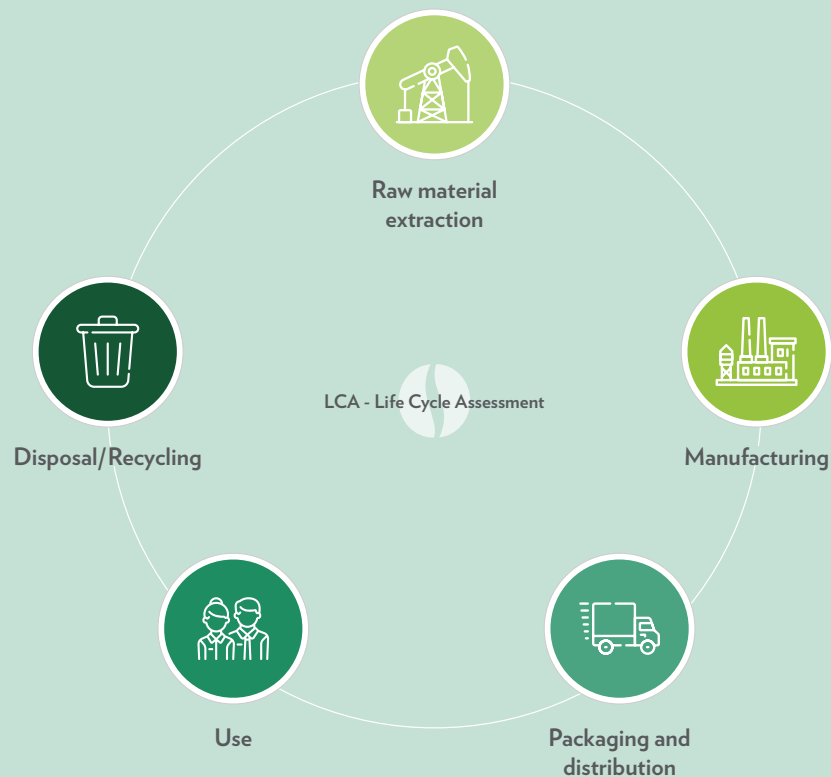 Raw material
extraction
Manufacturing
Packaging and
distribution
Use
Disposal/Recycling
LCA - Life Cycle Assessment